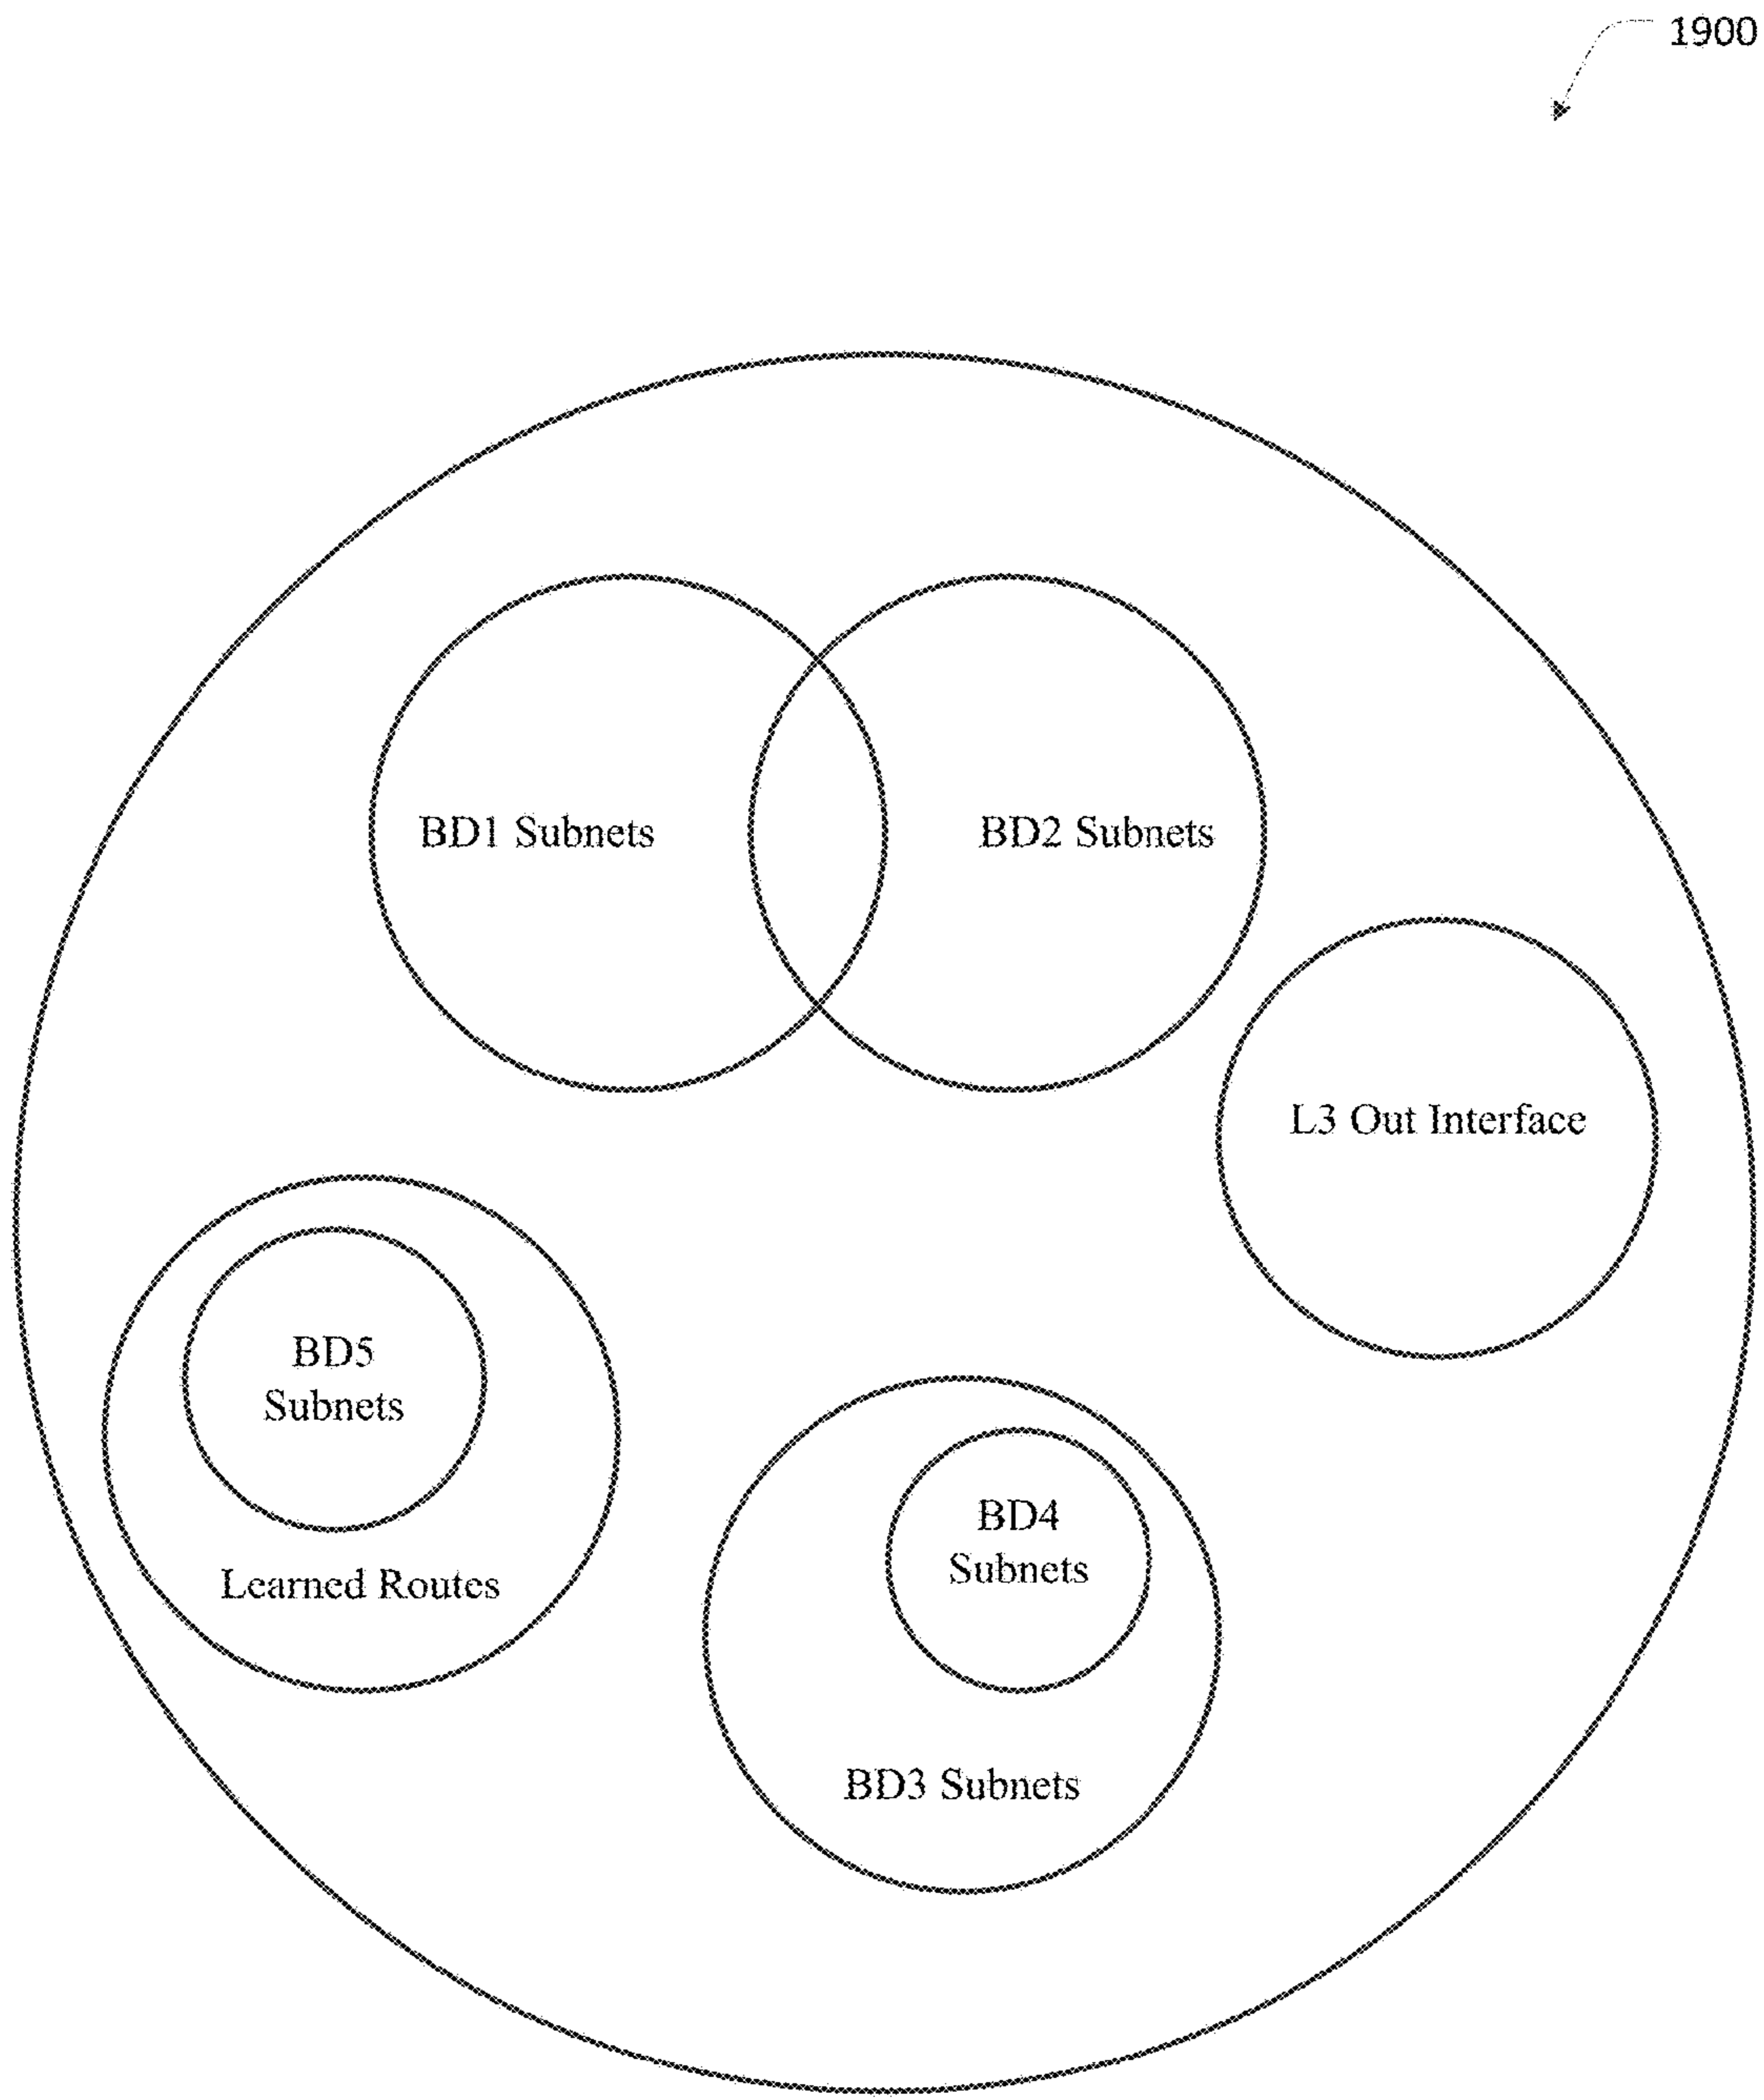 1900
BD1 Subnets
BD2 Subnets
L3 Out Interface
BD5
Subnets
Learned Routes
BD4
Subnets
BD3 Subnets